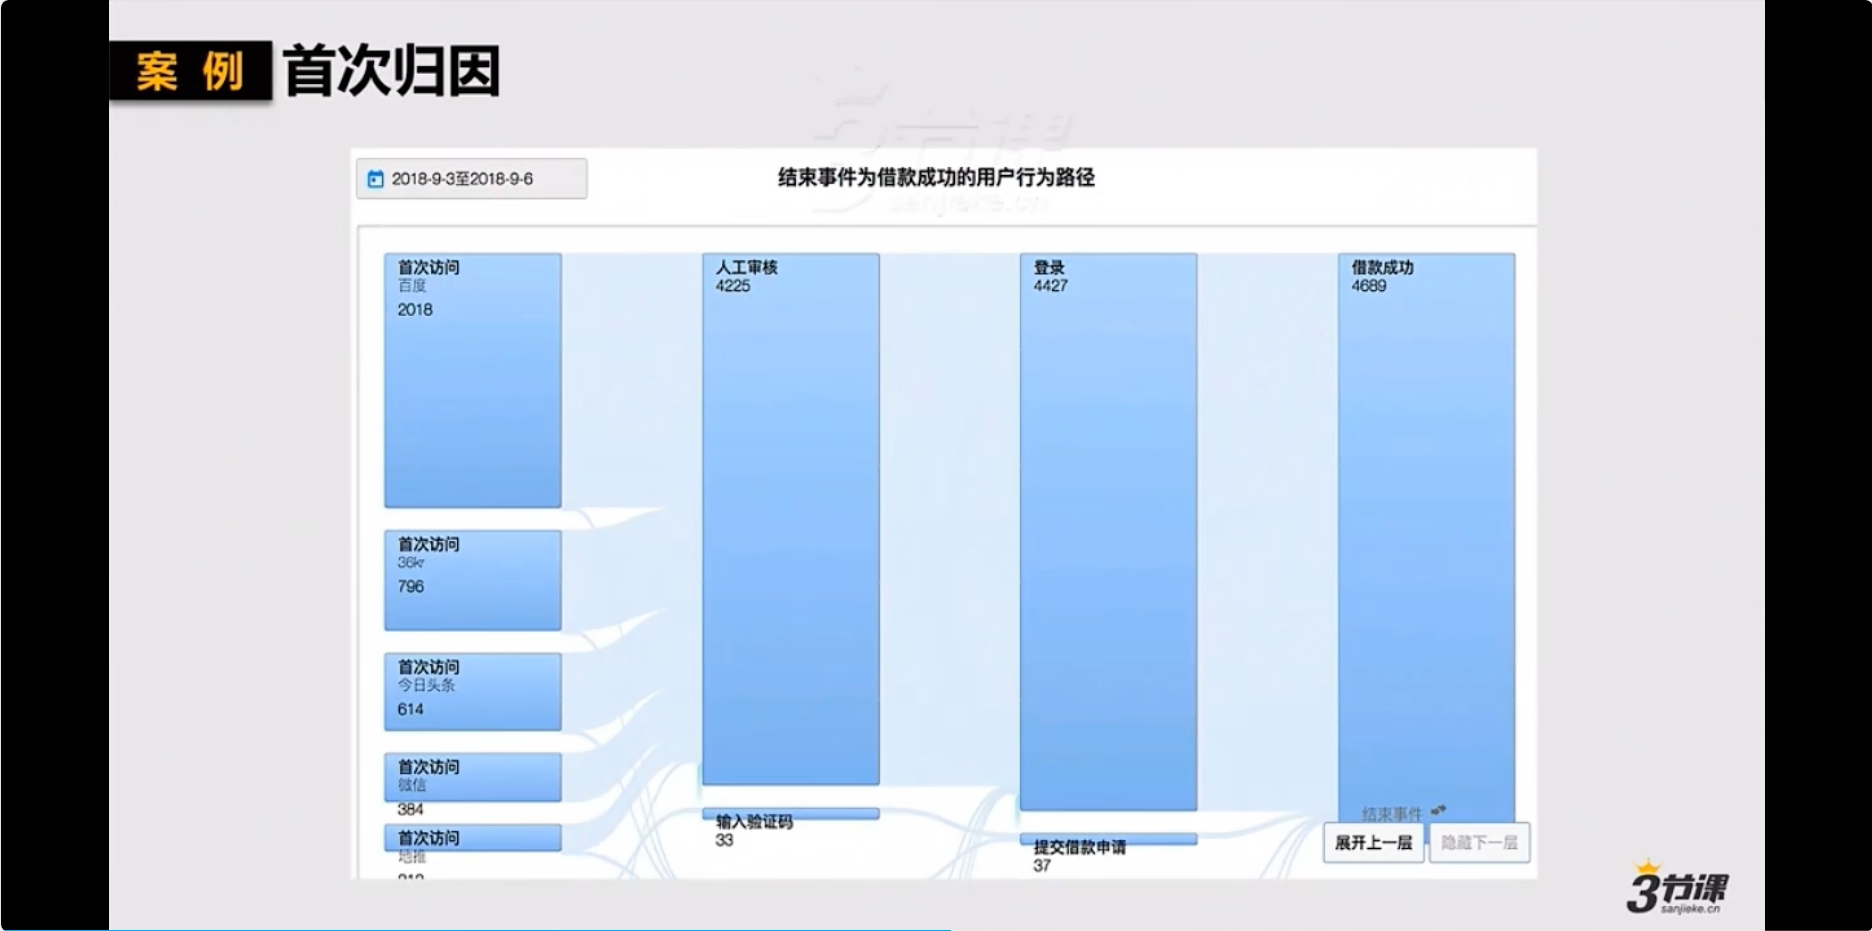 案 例 首次归因
3节课
sanjieke.cn
2018-9-3至2018-9-6
结束事件为借款成功的用户行为路径
首次访问
百度
2018
首次访问
36kr
796
首次访问
今日头条
614
首次访问
微信
384
首次访问
地推
人工审核
4225
输入验证码
33
登录
4427
提交借款申请
37
借款成功
4689
结束事件
展开上一层
隐藏下一层
3节课
sanjieke.cn